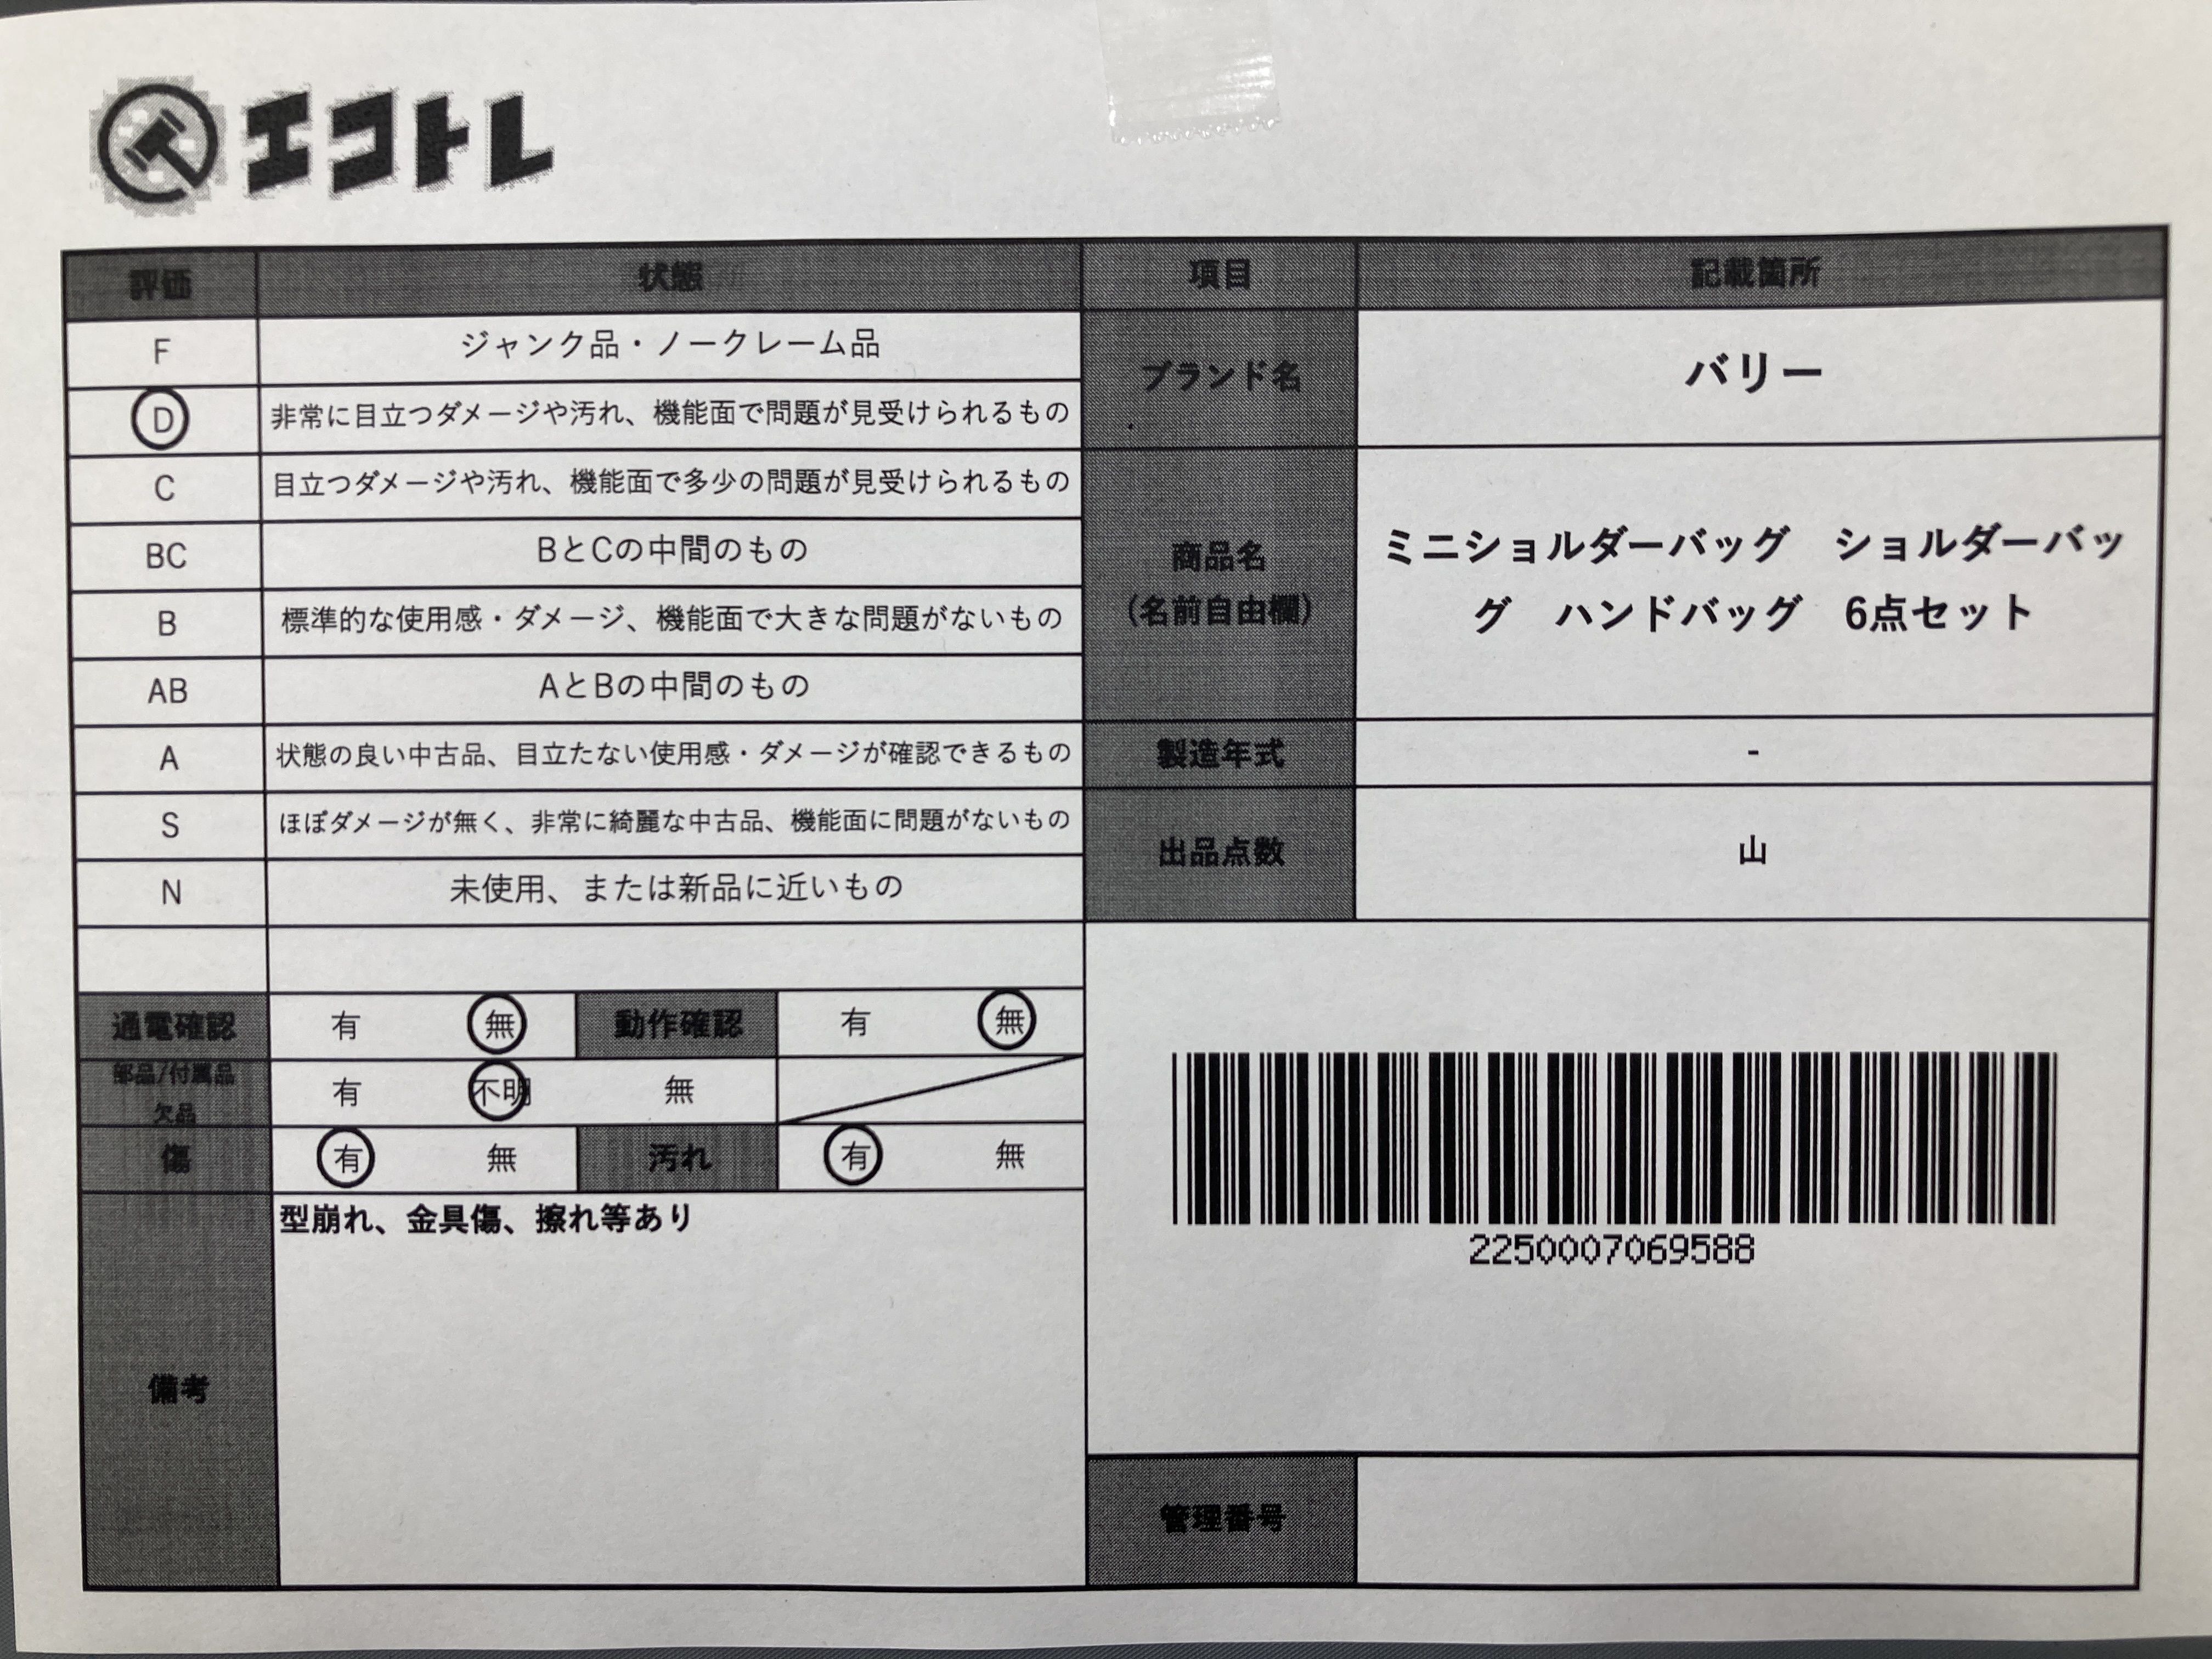 エコトレ
評価 状態 項目 記載箇所
F ジャンク品・ノークレーム品
D 非常に目立つダメージや汚れ、機能面で問題が見受けられるもの
C 目立つダメージや汚れ、機能面で多少の問題が見受けられるもの
BC BとCの中間のもの
B 標準的な使用感・ダメージ、機能面で大きな問題がないもの
AB AとBの中間のもの
A 状態の良い中古品、目立たない使用感・ダメージが確認できるもの
S ほぼダメージが無く、非常に綺麗な中古品、機能面に問題がないもの
N 未使用、または新品に近いもの
ブランド名 バリー
商品名
(名前自由欄)
ミニショルダーバッグ ショルダーバッ
グ ハンドバッグ 6点セット
製造年式 -
出品点数 山
通電確認 有 無 動作確認 有 無
部品/付属品
欠品
有 不明 無
傷 有 無 汚れ 有 無
備考
型崩れ、金具傷、擦れ等あり
2250007069588
管理番号